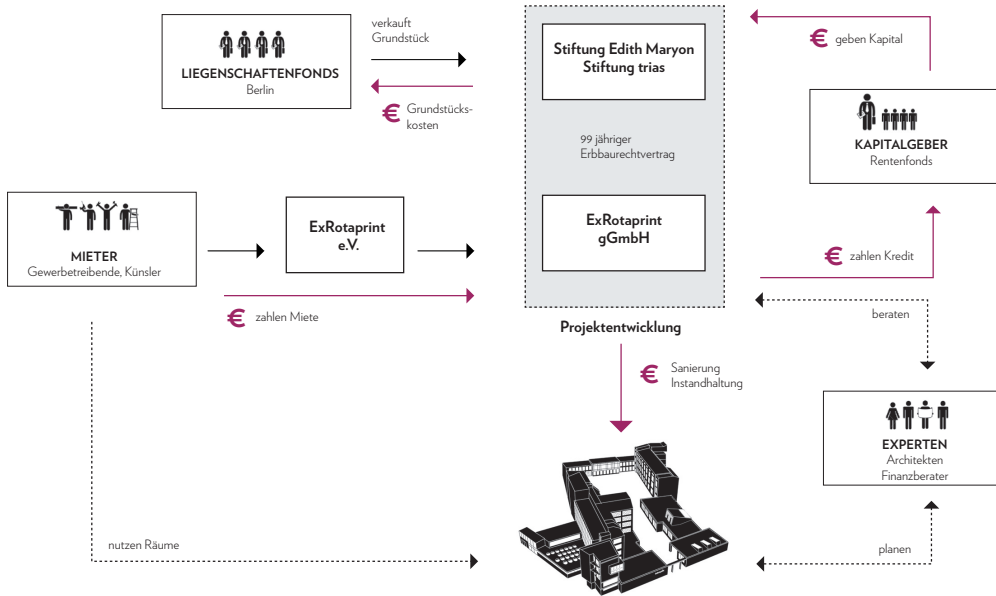 verkauft
Grundstück
LIEGENSCHAFTENFONDS
Berlin
€ Grundstücks-
kosten
Stiftung Edith Maryon
Stiftung trias
99 jähriger
Erbbaurechtvertrag
ExRotaprint
gGmbH
Projektentwicklung
€ geben Kapital
KAPITALGEBER
Rentenfonds
€ zahlen Kredit
MIETER
Gewerbetreibende, Künsler
ExRotaprint
e.V.
€ zahlen Miete
beraten
€ Sanierung
Instandhaltung
EXPERTEN
Architekten
Finanzberater
nutzen Räume
planen